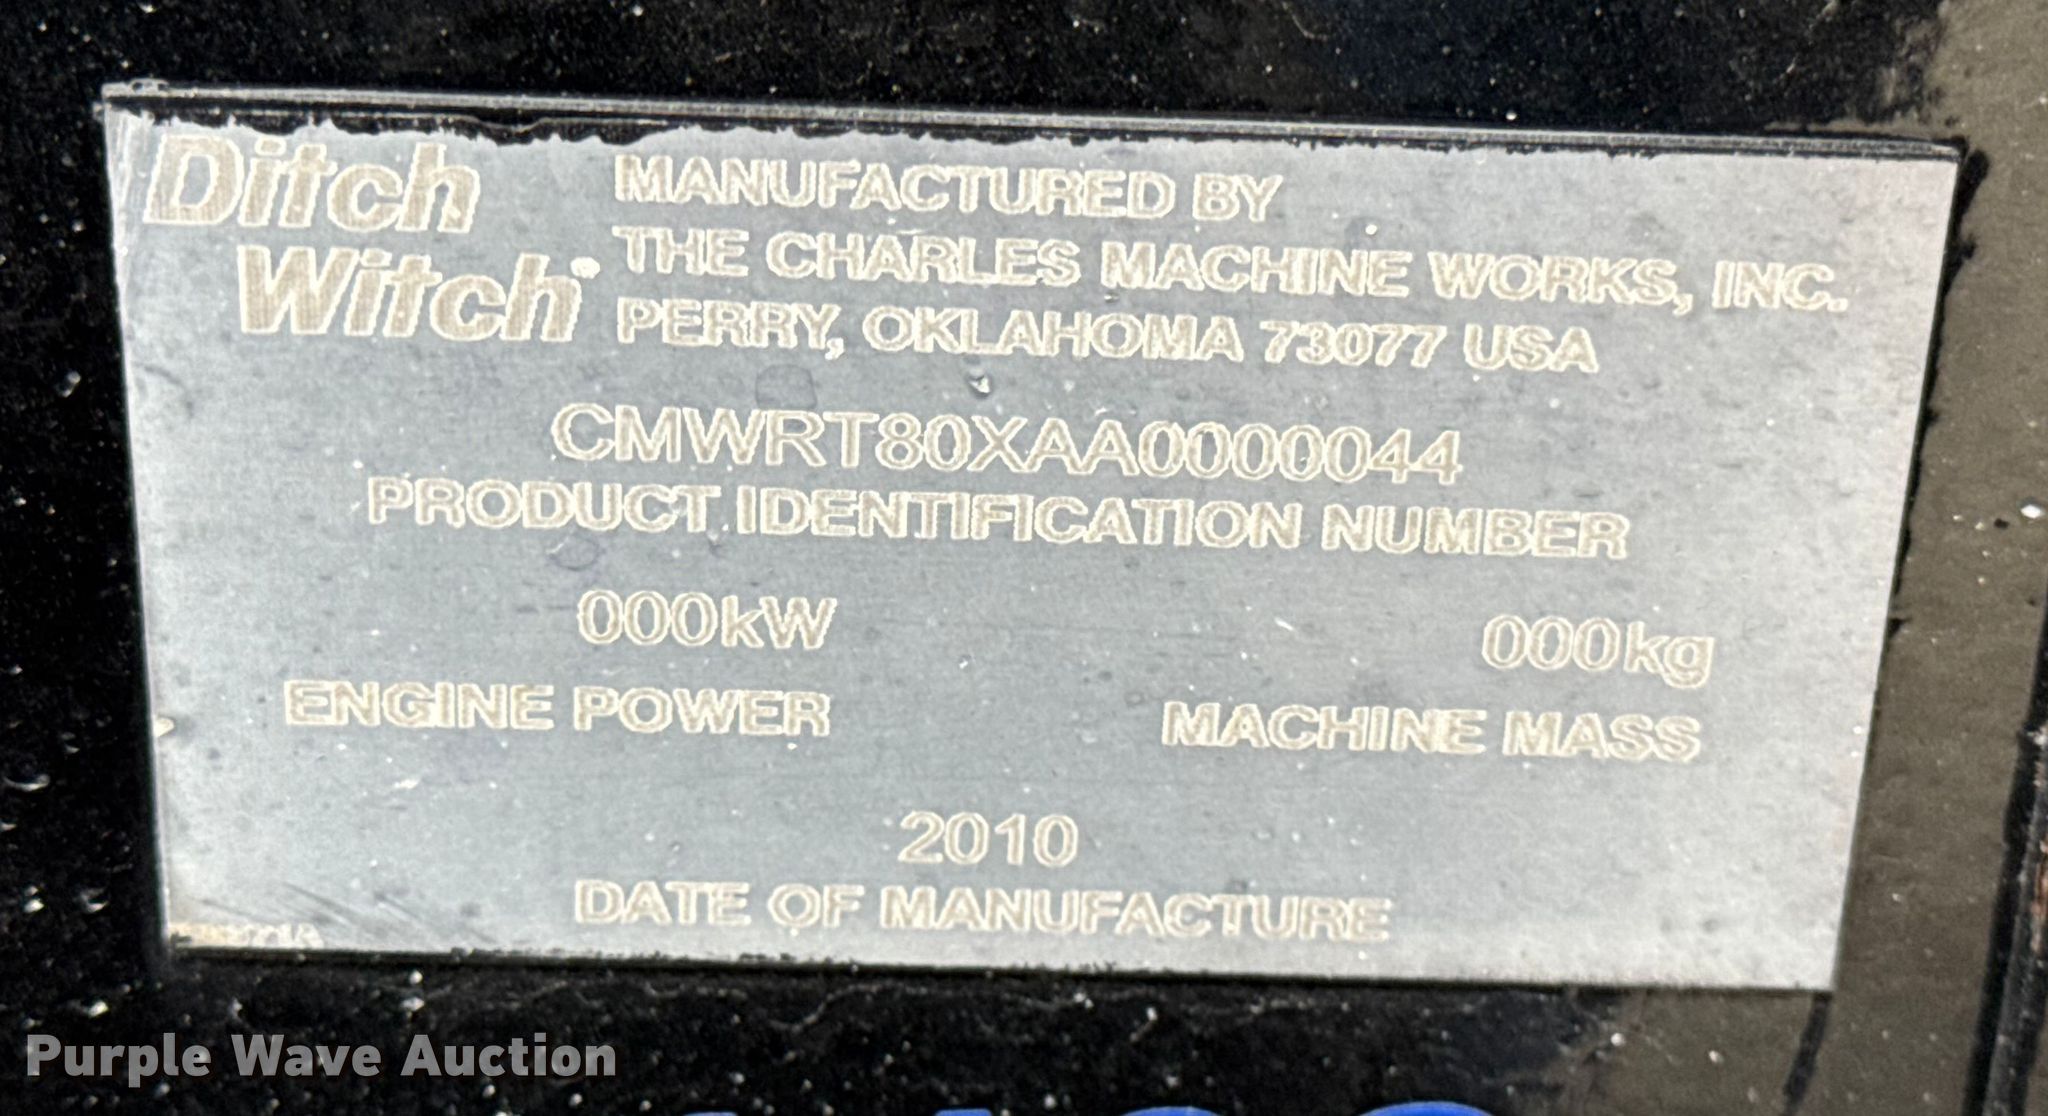 Ditch
Witch®
MANUFACTURED BY
THE CHARLES MACHINE WORKS, INC.
PERRY, OKLAHOMA 73077 USA
CMWRT80XAA0000044
PRODUCT IDENTIFICATION NUMBER
000kW
ENGINE POWER
000kg
MACHINE MASS
2010
DATE OF MANUFACTURE
Purple Wave Auction